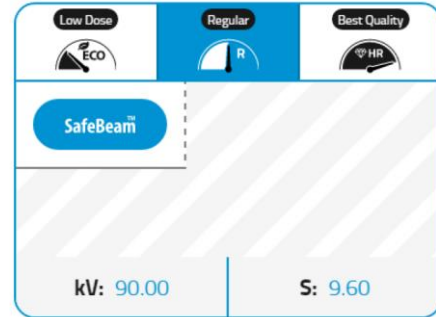 Low Dose
Regular
Best Quality
ECO
R
HR
SafeBeam™
kV: 90.00
S: 9.60